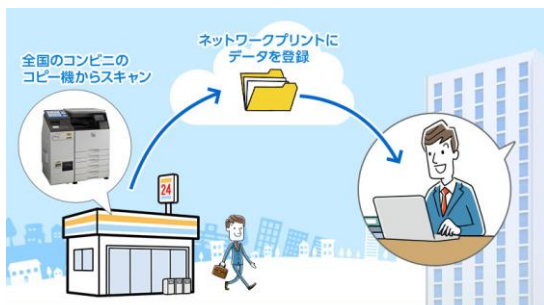 全国のコンビニの
コピー機からスキャン
ネットワークプリントに
データを登録
24